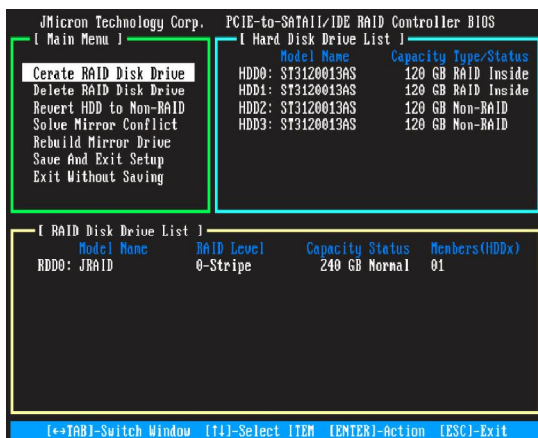 JMicron Technology Corp. PCIE-to-SATAII/IDE RAID Controller BIOS
[ Main Menu ]
Cerate RAID Disk Drive
Delete RAID Disk Drive
Revert HDD to Non-RAID
Solve Mirror Conflict
Rebuild Mirror Drive
Save And Exit Setup
Exit Without Saving
[ Hard Disk Drive List ]
Model Name Capacity Type/Status
HDD0: ST3120013AS 120 GB RAID Inside
HDD1: ST3120013AS 120 GB RAID Inside
HDD2: ST3120013AS 120 GB Non-RAID
HDD3: ST3120013AS 120 GB Non-RAID
[ RAID Disk Drive List ]
Model Name RAID Level Capacity Status Members(HDDx)
RDD0: JRAID 0-Stripe 240 GB Normal 01
[↔TAB]-Switch Window [↑↓]-Select ITEM [ENTER]-Action [ESC]-Exit